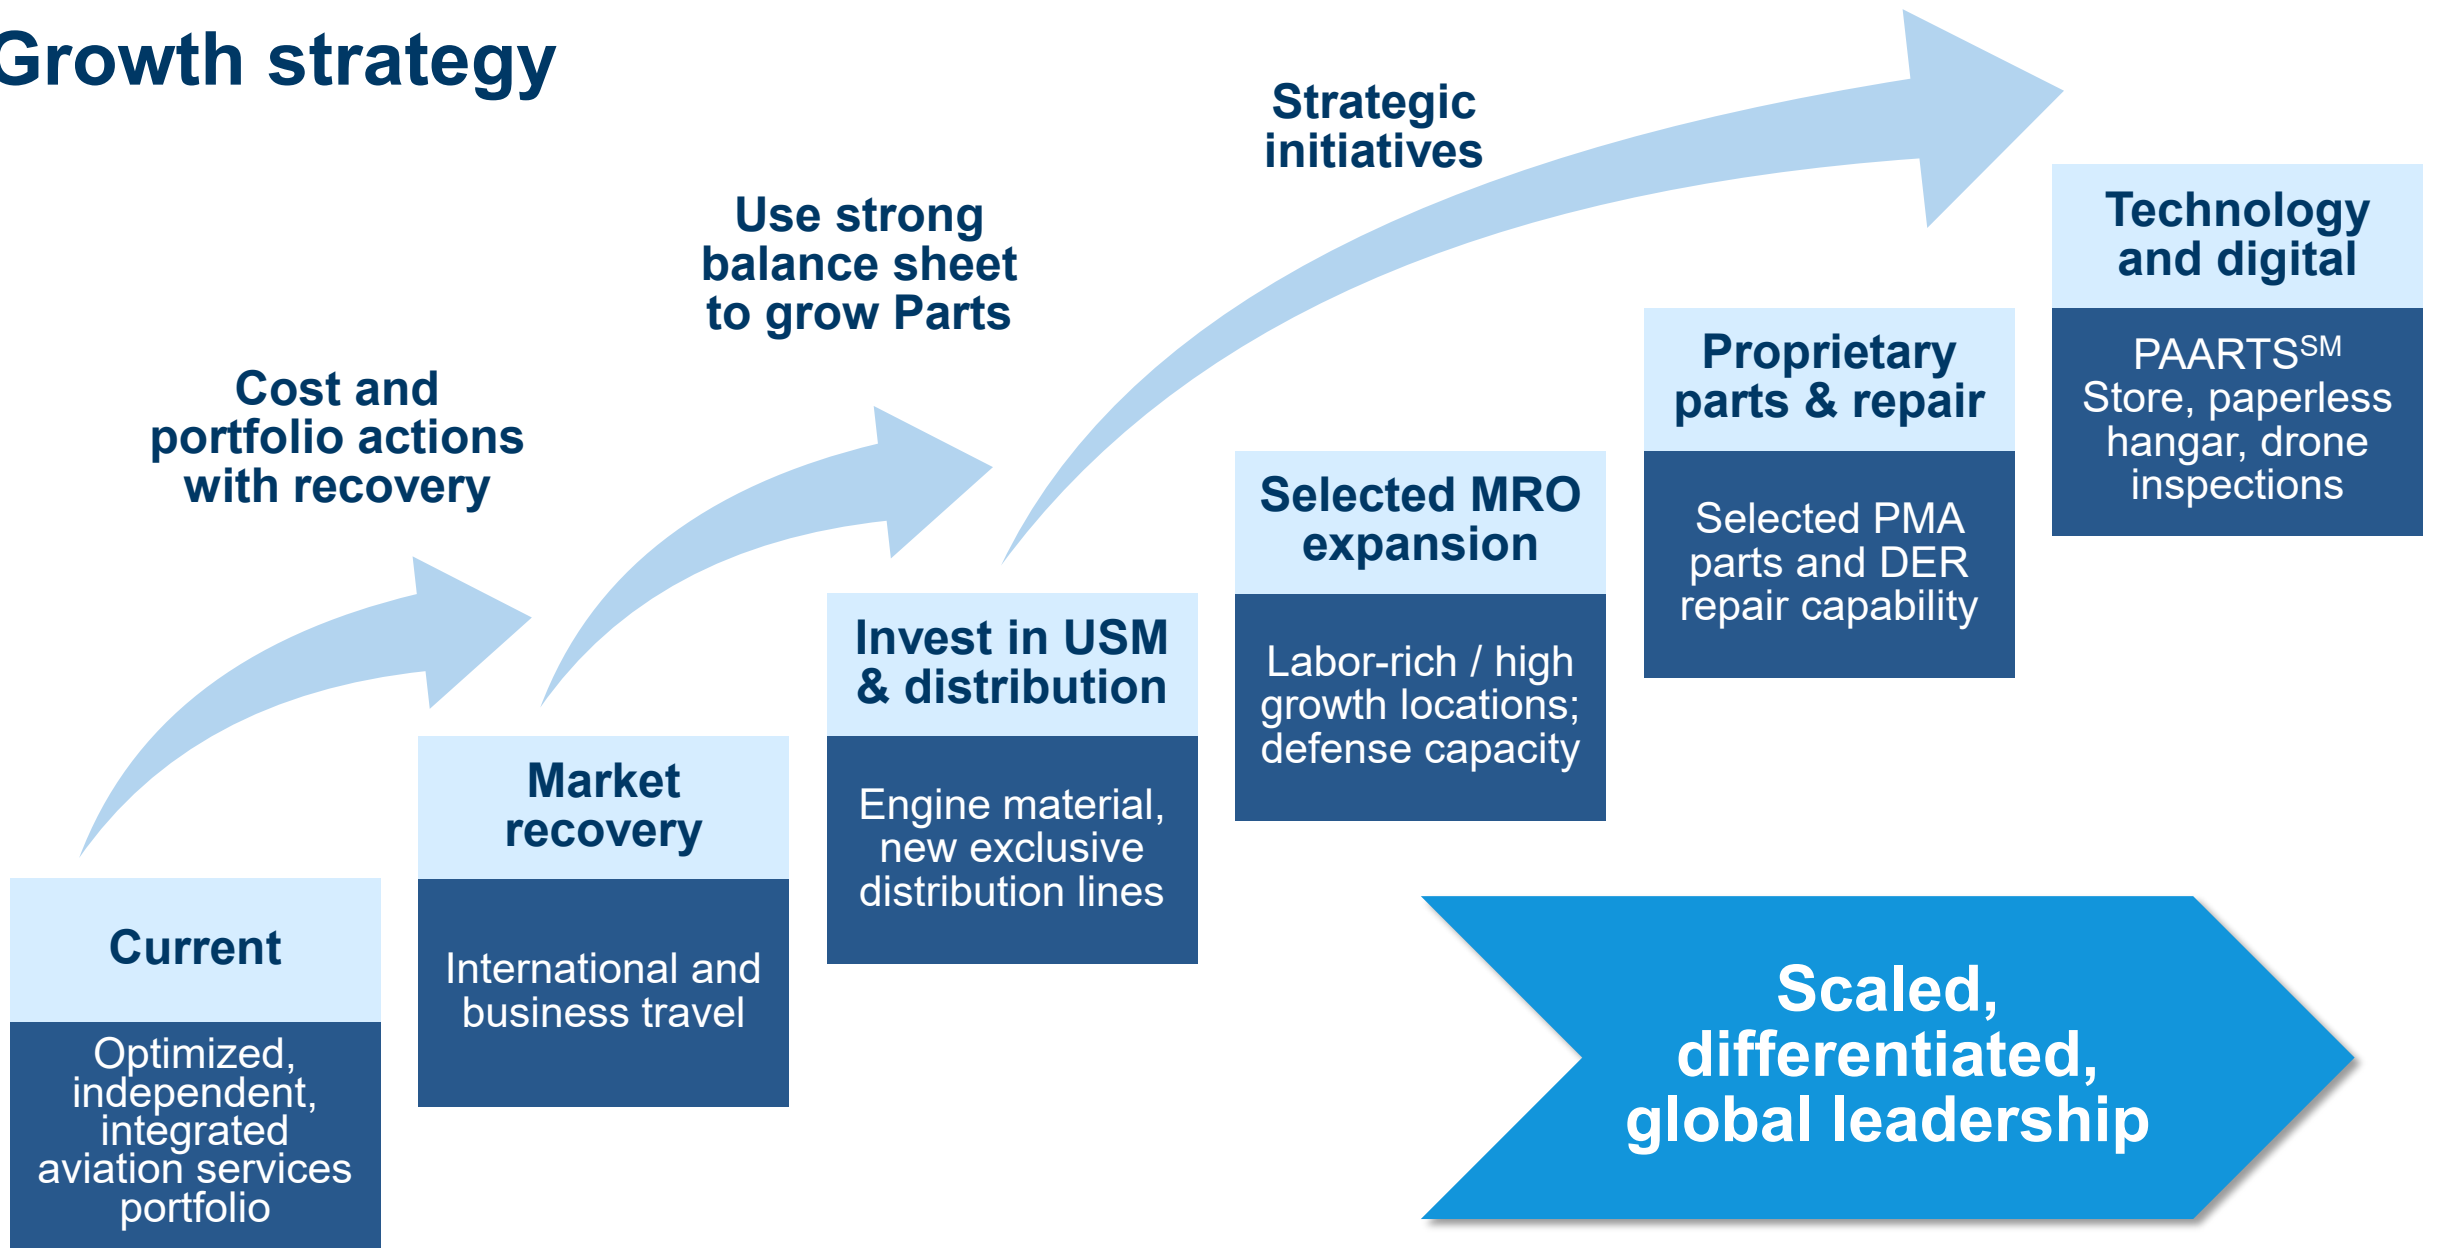 Growth strategy
Cost and
portfolio actions
with recovery
Use strong
balance sheet
to grow Parts
Strategic
initiatives
Current
Optimized,
independent,
integrated
aviation services
portfolio
Market
recovery
International and
business travel
Invest in USM
& distribution
Engine material,
new exclusive
distribution lines
Selected MRO
expansion
Labor-rich / high
growth locations;
defense capacity
Proprietary
parts & repair
Selected PMA
parts and DER
repair capability
Technology
and digital
PAARTSSM
Store, paperless
hangar, drone
inspections
Scaled,
differentiated,
global leadership